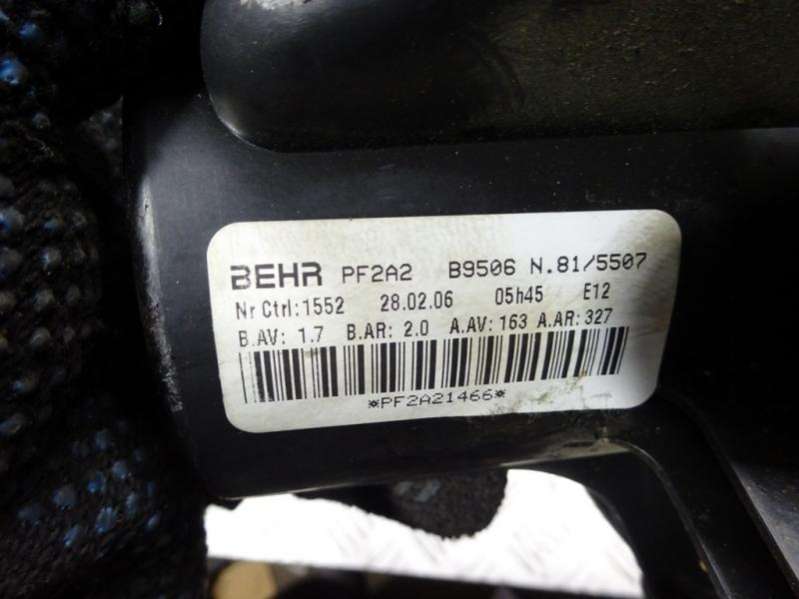 BEHR PF2A2 B9506 N.81/5507
Nr Ctrl:1552 28.02.06 05h45 E12
B.AV: 1.7 B.AR: 2.0 A.AV: 163 A.AR: 327
*PF2A21466*